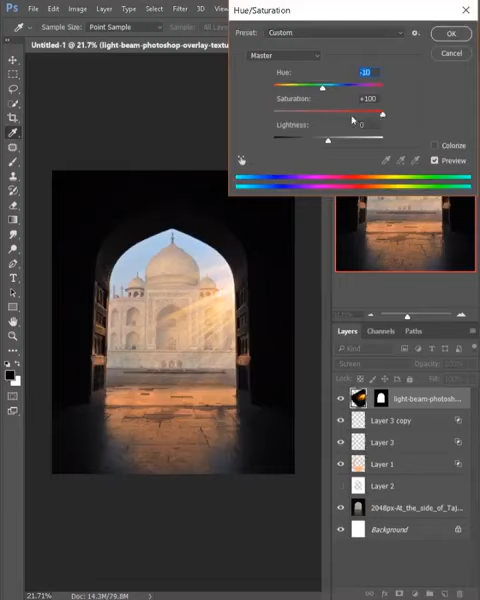 Ps
File
Edit
Image
Layer
Type
Select
Filter
3D
View
Sample Size:
Point Sample
Untitled-1 @ 21.7% (light-beam-photoshop-overlay-textu
Hue/Saturation
Preset:
Custom
OK
Cancel
Master
Hue:
-10
Saturation:
+100
Lightness:
0
Colorize
Preview
Layers
Channels
Paths
Kind
Screen
Opacity:
Lock:
light-beam-photosh...
Layer 3 copy
Layer 3
Layer 1
Layer 2
2048px-At_the_side_of_Taj...
Background
21.71%
Doc: 14.3M/79.8M